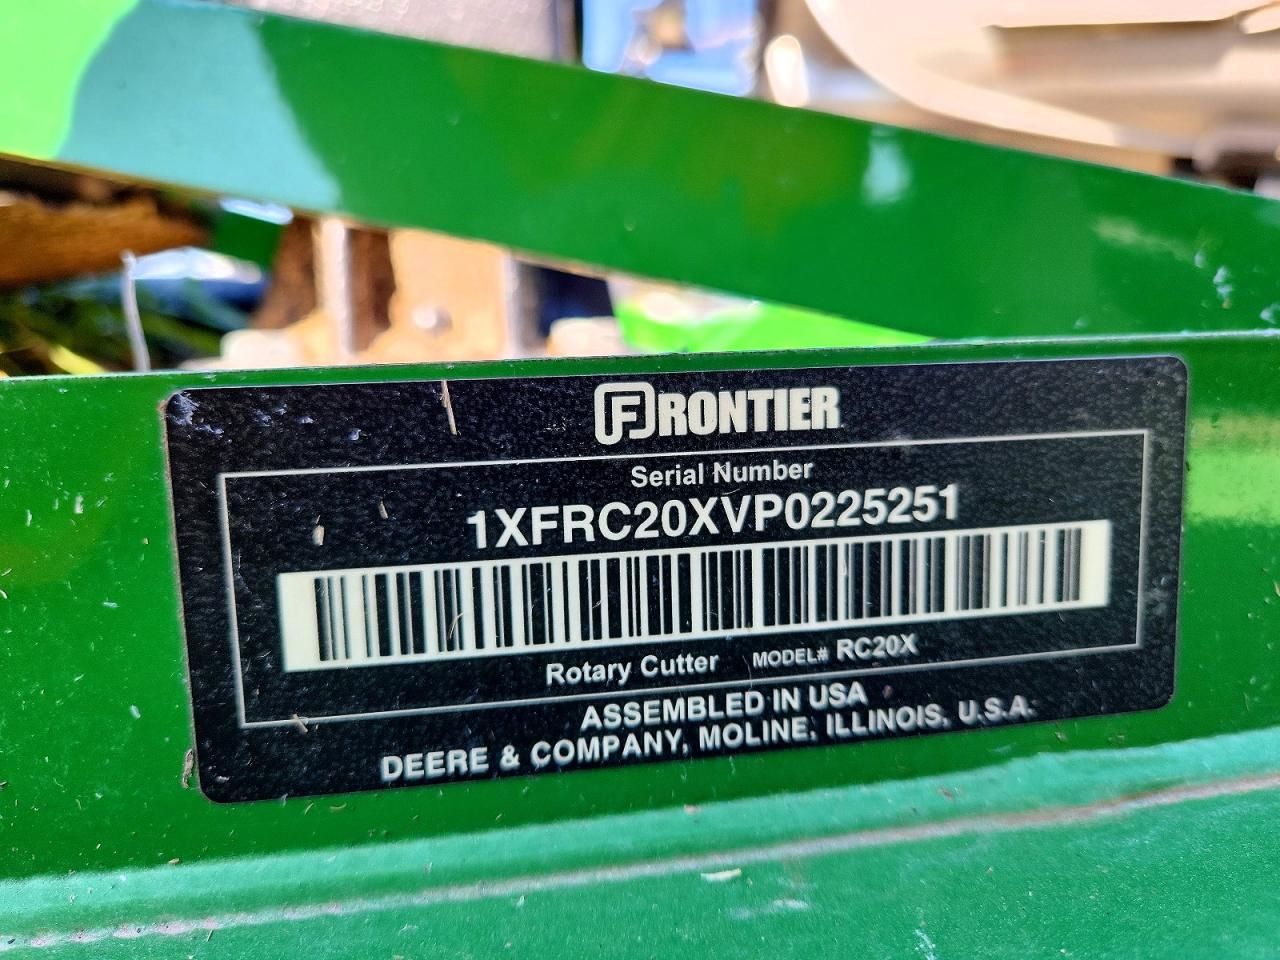 FRONTIER
Serial Number
1XFRC20XVP0225251
Rotary Cutter MODEL# RC20X
ASSEMBLED IN USA
DEERE & COMPANY, MOLINE, ILLINOIS, U.S.A.